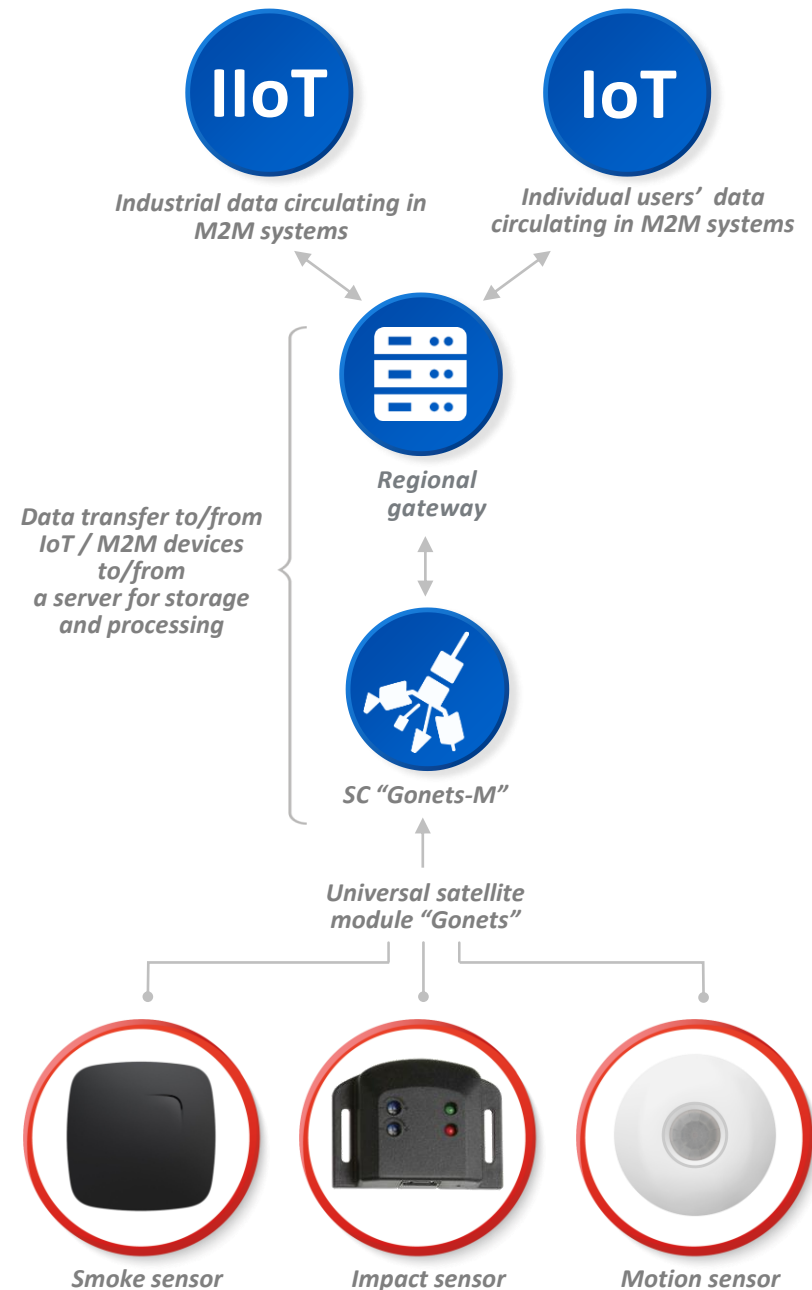 IIoT
IoT
Industrial data circulating in
M2M systems
Individual users’ data
circulating in M2M systems
Regional
gateway
Data transfer to/from
IoT / M2M devices
to/from
a server for storage
and processing
SC “Gonets-M”
Universal satellite
module “Gonets”
Smoke sensor
Impact sensor
Motion sensor